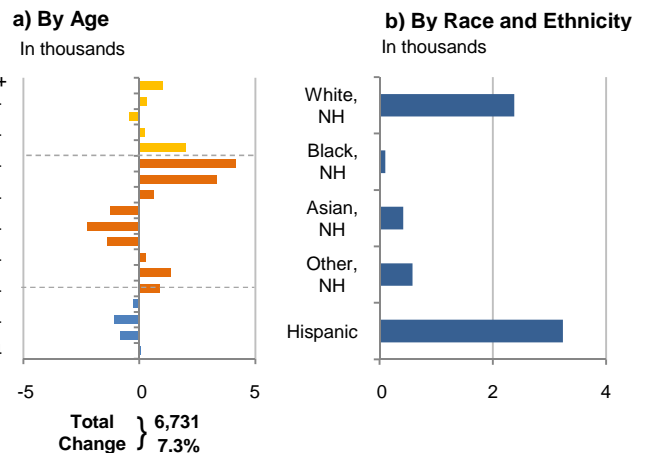 a) By Age
In thousands
+
-5
0
5
Total
Change
}
6,731
7.3%
b) By Race and Ethnicity
In thousands
White,
NH
Black,
NH
Asian,
NH
Other,
NH
Hispanic
0
2
4